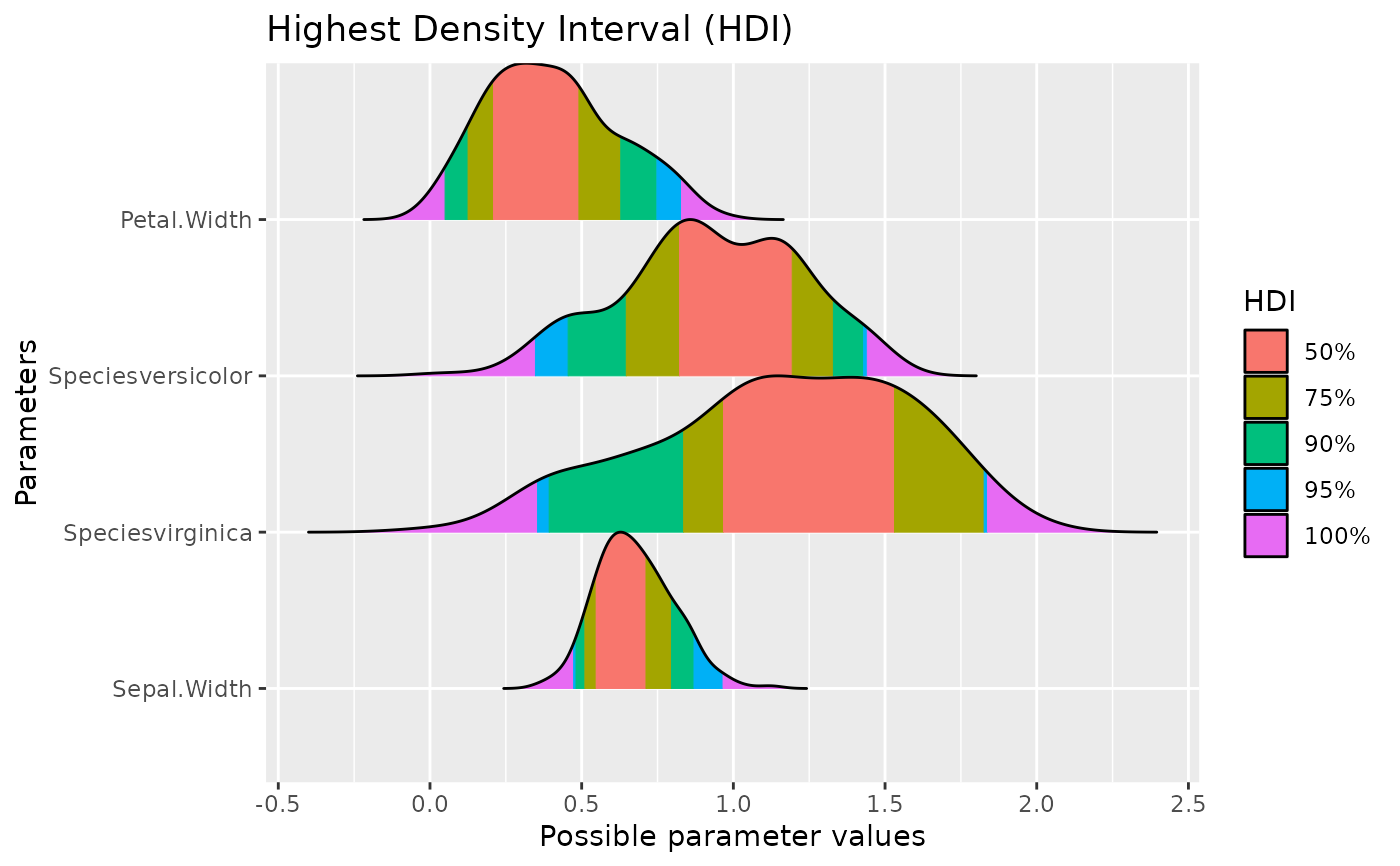 Highest Density Interval (HDI)
Parameters
Petal.Width
Speciesversicolor
Speciesvirginica
Sepal.Width
-0.5 0.0 0.5 1.0 1.5 2.0 2.5
Possible parameter values
HDI
50%
75%
90%
95%
100%